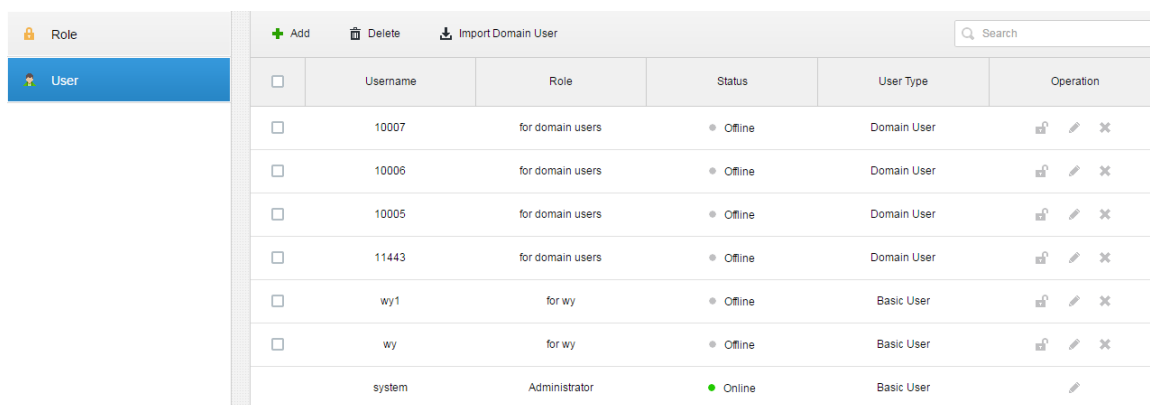 Role
User
Add Delete Import Domain User Search
Username Role Status User Type Operation
10007 for domain users Offline Domain User
10006 for domain users Offline Domain User
10005 for domain users Offline Domain User
11443 for domain users Offline Domain User
wy1 for wy Offline Basic User
wy for wy Offline Basic User
system Administrator Online Basic User